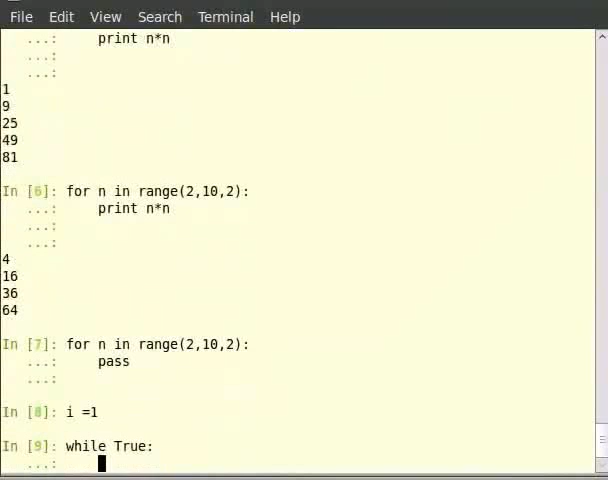 File Edit View Search Terminal Help
...: print n*n
...:
...:
1
9
25
49
81
In [6]: for n in range(2,10,2):
...: print n*n
...:
...:
4
16
36
64
In [7]: for n in range(2,10,2):
...: pass
...:
In [8]: i =1
In [9]: while True:
...: